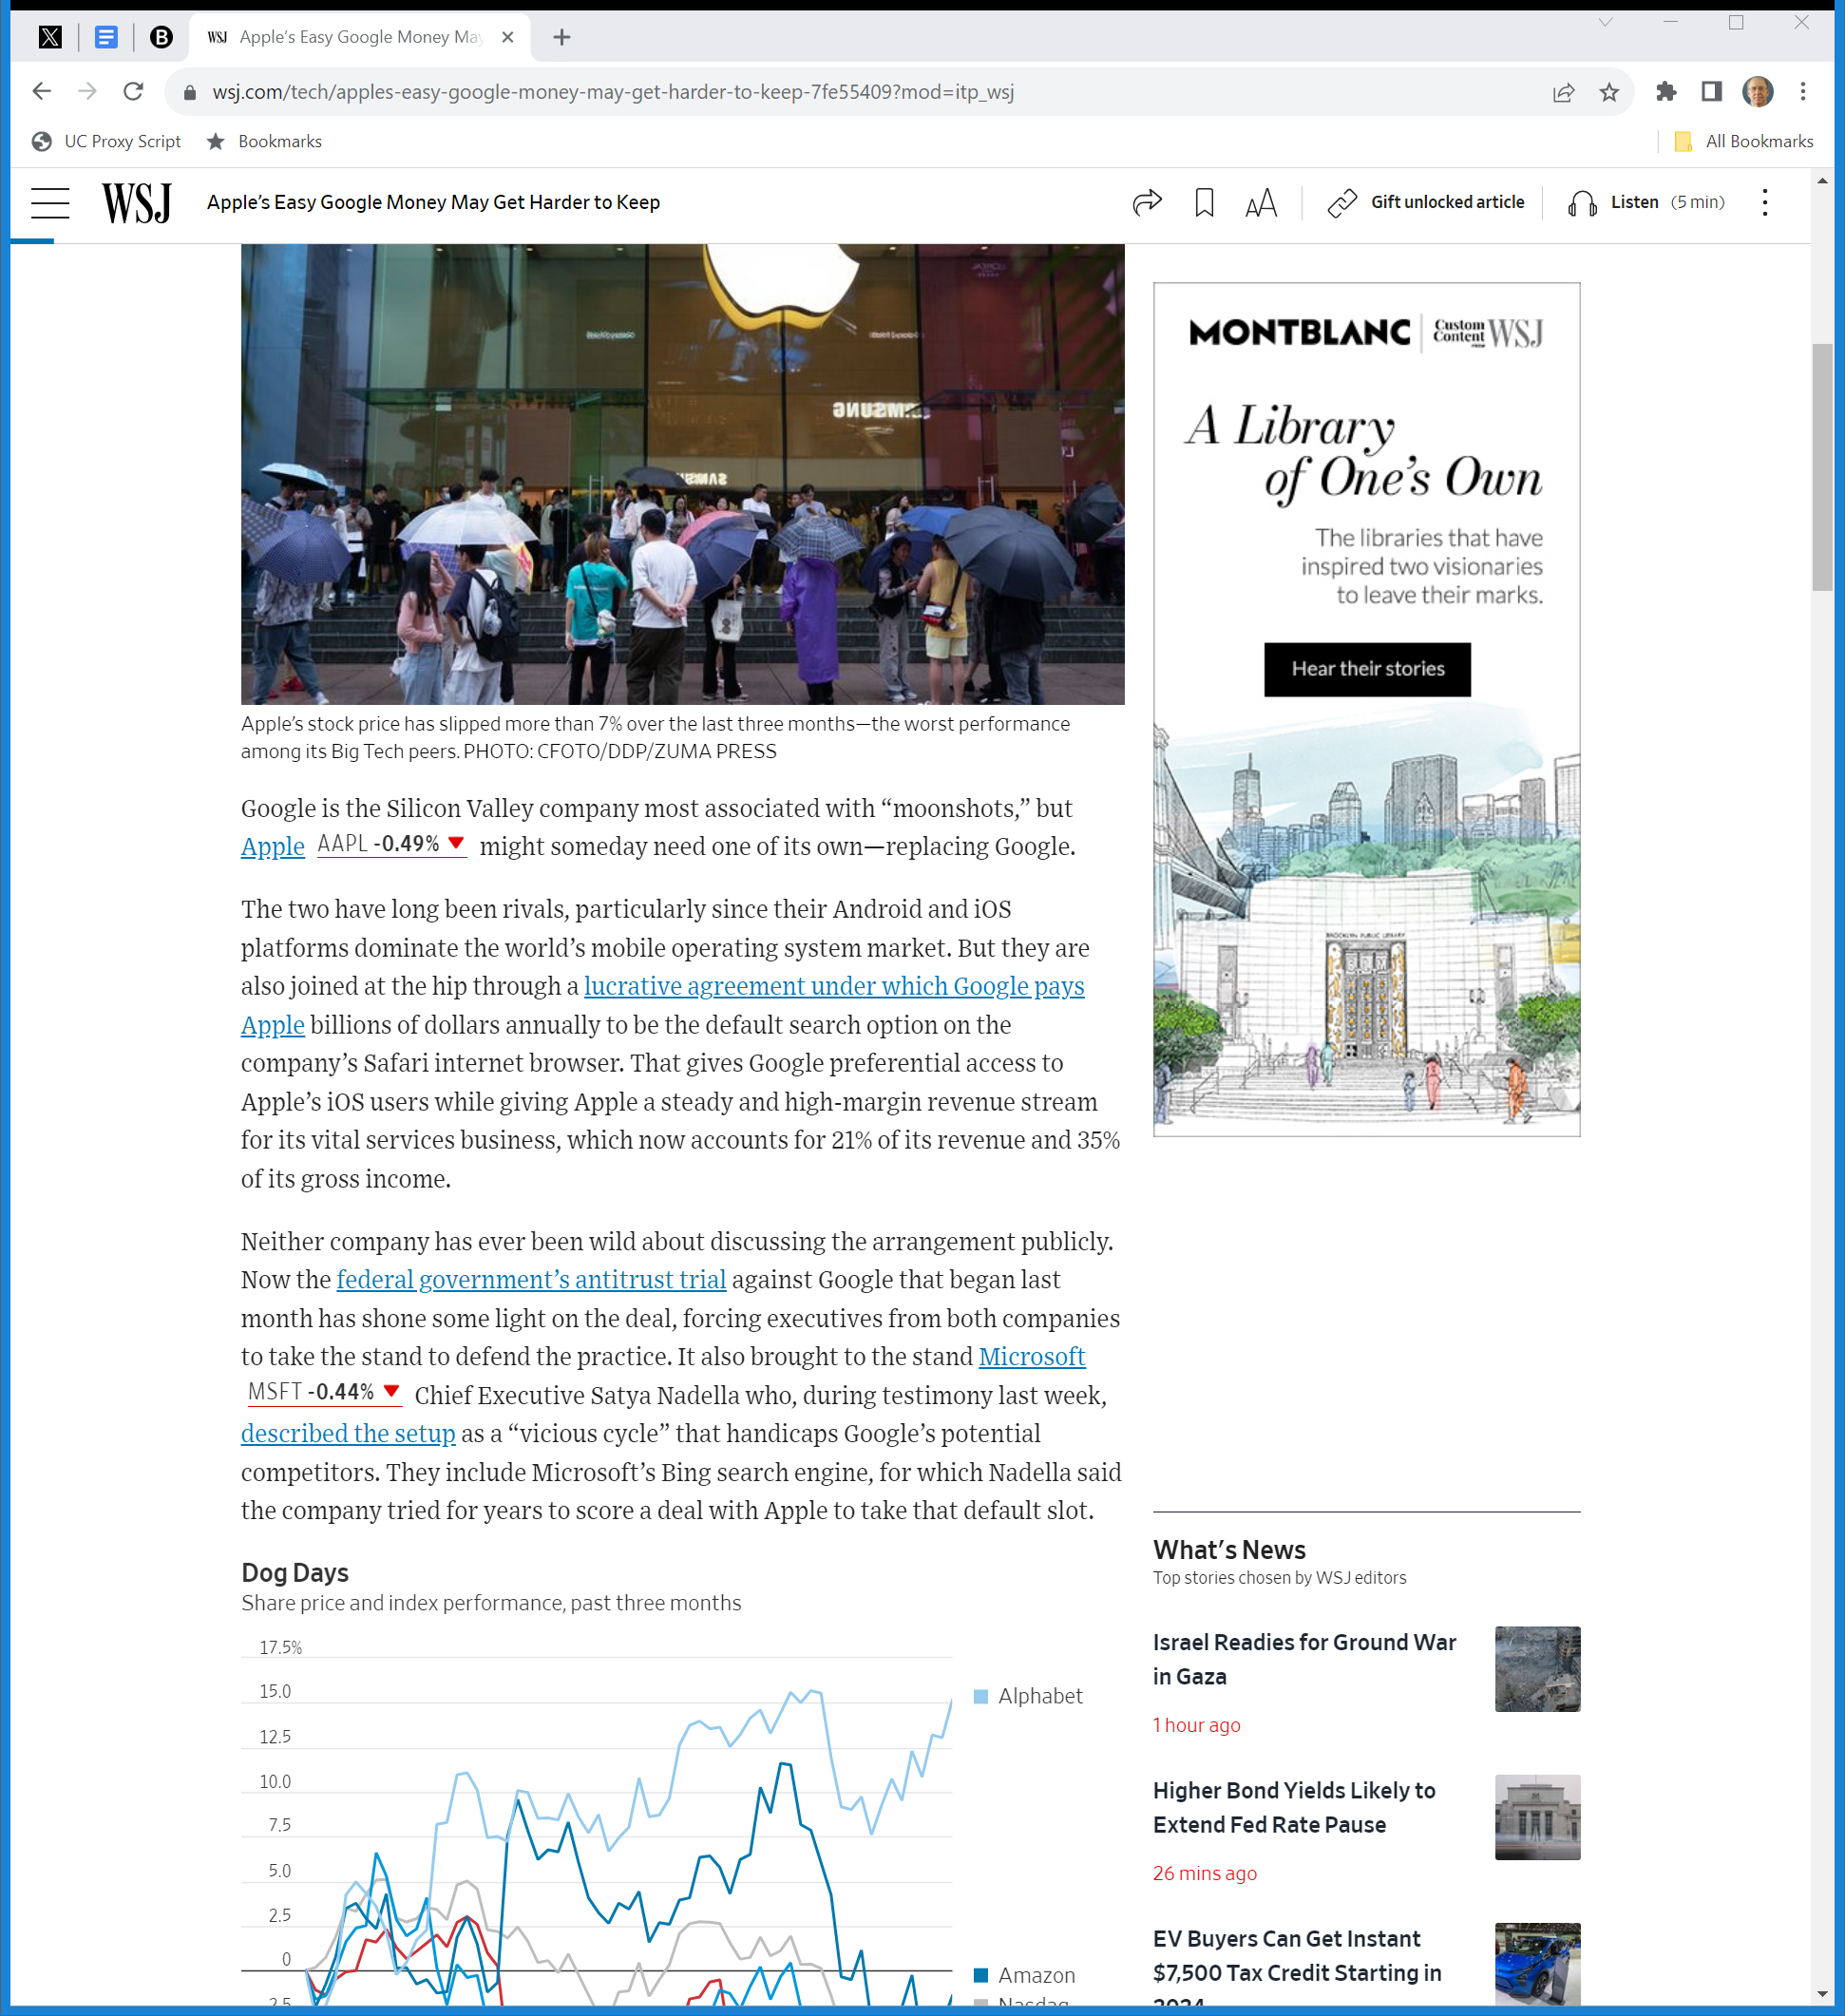 WSJ Apple's Easy Google Money May
wsj.com/tech/apples-easy-google-money-may-get-harder-to-keep-7fe55409?mod=itp_wsj
UC Proxy Script Bookmarks All Bookmarks
WSJ Apple's Easy Google Money May Get Harder to Keep Gift unlocked article Listen (5 min)
SAMSUNG
SAMSUNG
Apple's stock price has slipped more than 7% over the last three months—the worst performance
among its Big Tech peers. PHOTO: CFOTO/DDP/ZUMA PRESS
Google is the Silicon Valley company most associated with “moonshots,” but
Apple AAPL -0.49% might someday need one of its own—replacing Google.
The two have long been rivals, particularly since their Android and iOS
platforms dominate the world’s mobile operating system market. But they are
also joined at the hip through a lucrative agreement under which Google pays
Apple billions of dollars annually to be the default search option on the
company’s Safari internet browser. That gives Google preferential access to
Apple’s iOS users while giving Apple a steady and high-margin revenue stream
for its vital services business, which now accounts for 21% of its revenue and 35%
of its gross income.
Neither company has ever been wild about discussing the arrangement publicly.
Now the federal government’s antitrust trial against Google that began last
month has shone some light on the deal, forcing executives from both companies
to take the stand to defend the practice. It also brought to the stand Microsoft
MSFT -0.44% Chief Executive Satya Nadella who, during testimony last week,
described the setup as a “vicious cycle” that handicaps Google’s potential
competitors. They include Microsoft’s Bing search engine, for which Nadella said
the company tried for years to score a deal with Apple to take that default slot.
Dog Days
Share price and index performance, past three months
17.5%
15.0
12.5
10.0
7.5
5.0
2.5
0
2.5
Alphabet
Amazon
Nasdaq
MONTBLANC Custom Content FROM WSJ
A Library
of One’s Own
The libraries that have
inspired two visionaries
to leave their marks.
Hear their stories
BROOKLYN PUBLIC LIBRARY
What’s News
Top stories chosen by WSJ editors
Israel Readies for Ground War
in Gaza
1 hour ago
Higher Bond Yields Likely to
Extend Fed Rate Pause
26 mins ago
EV Buyers Can Get Instant
$7,500 Tax Credit Starting in
2024